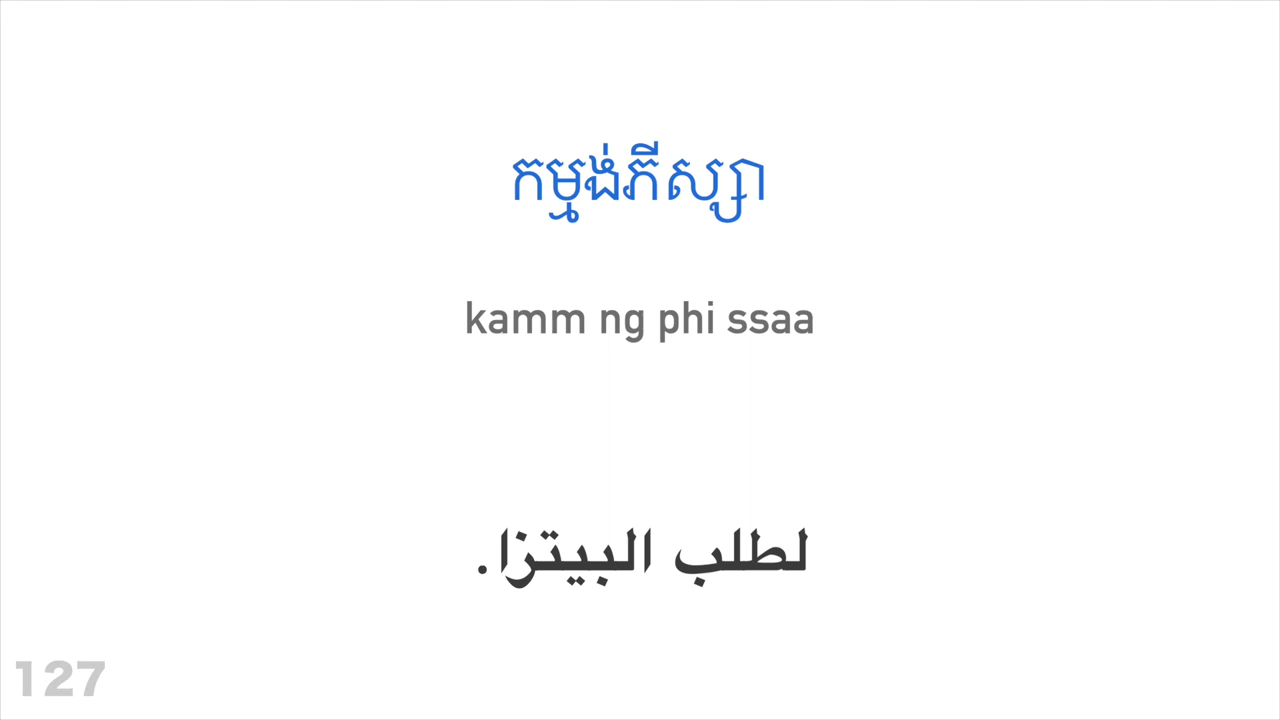 កម្មង់ភីស្សា
kamm ng phi ssaa
لطلب البيتزا.
127